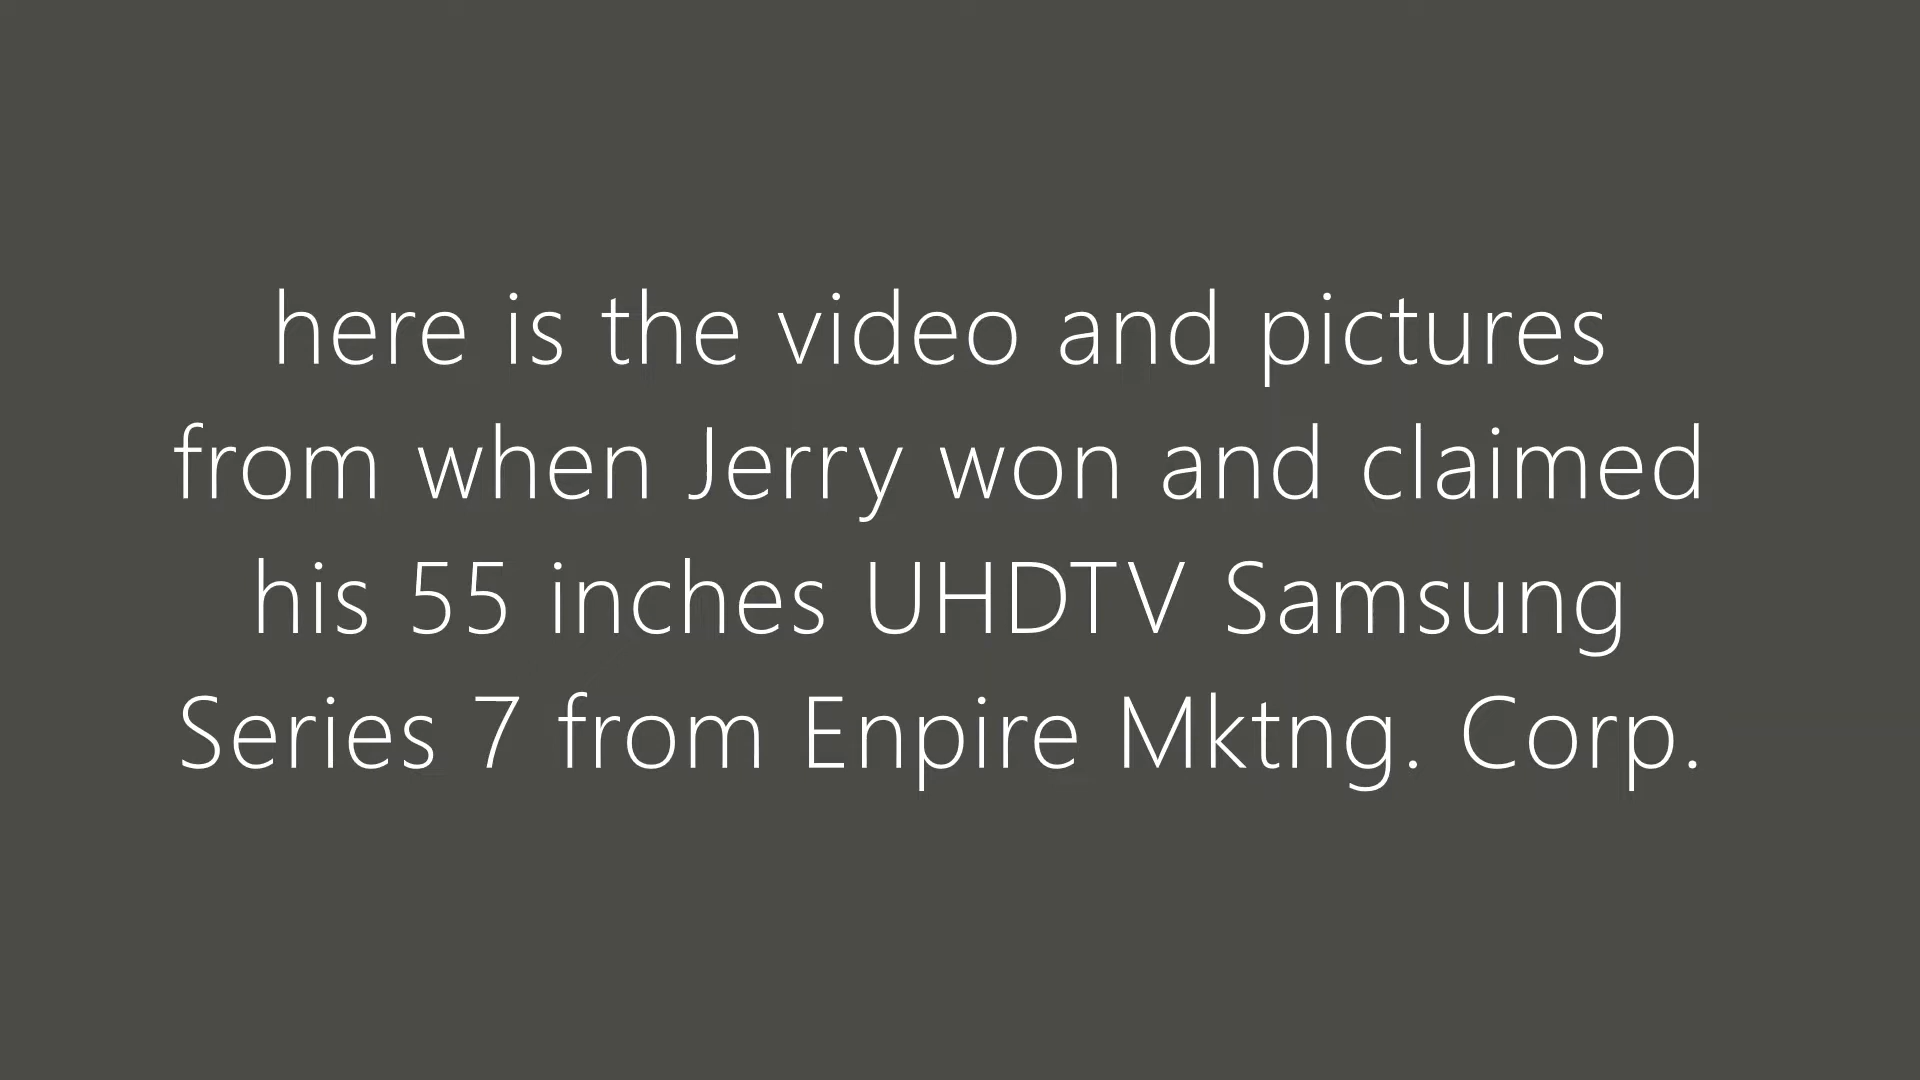 here is the video and pictures
from when Jerry won and claimed
his 55 inches UHDTV Samsung
Series 7 from Enpire Mktng. Corp.